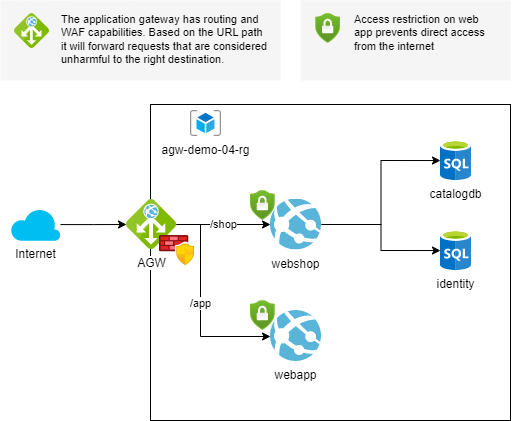 The application gateway has routing and
WAF capabilities. Based on the URL path
it will forward requests that are considered
unharmful to the right destination.
Access restriction on web
app prevents direct access
from the internet
agw-demo-04-rg
SQL
catalogdb
/shop
Internet
AGW
webshop
SQL
identity
/app
webapp